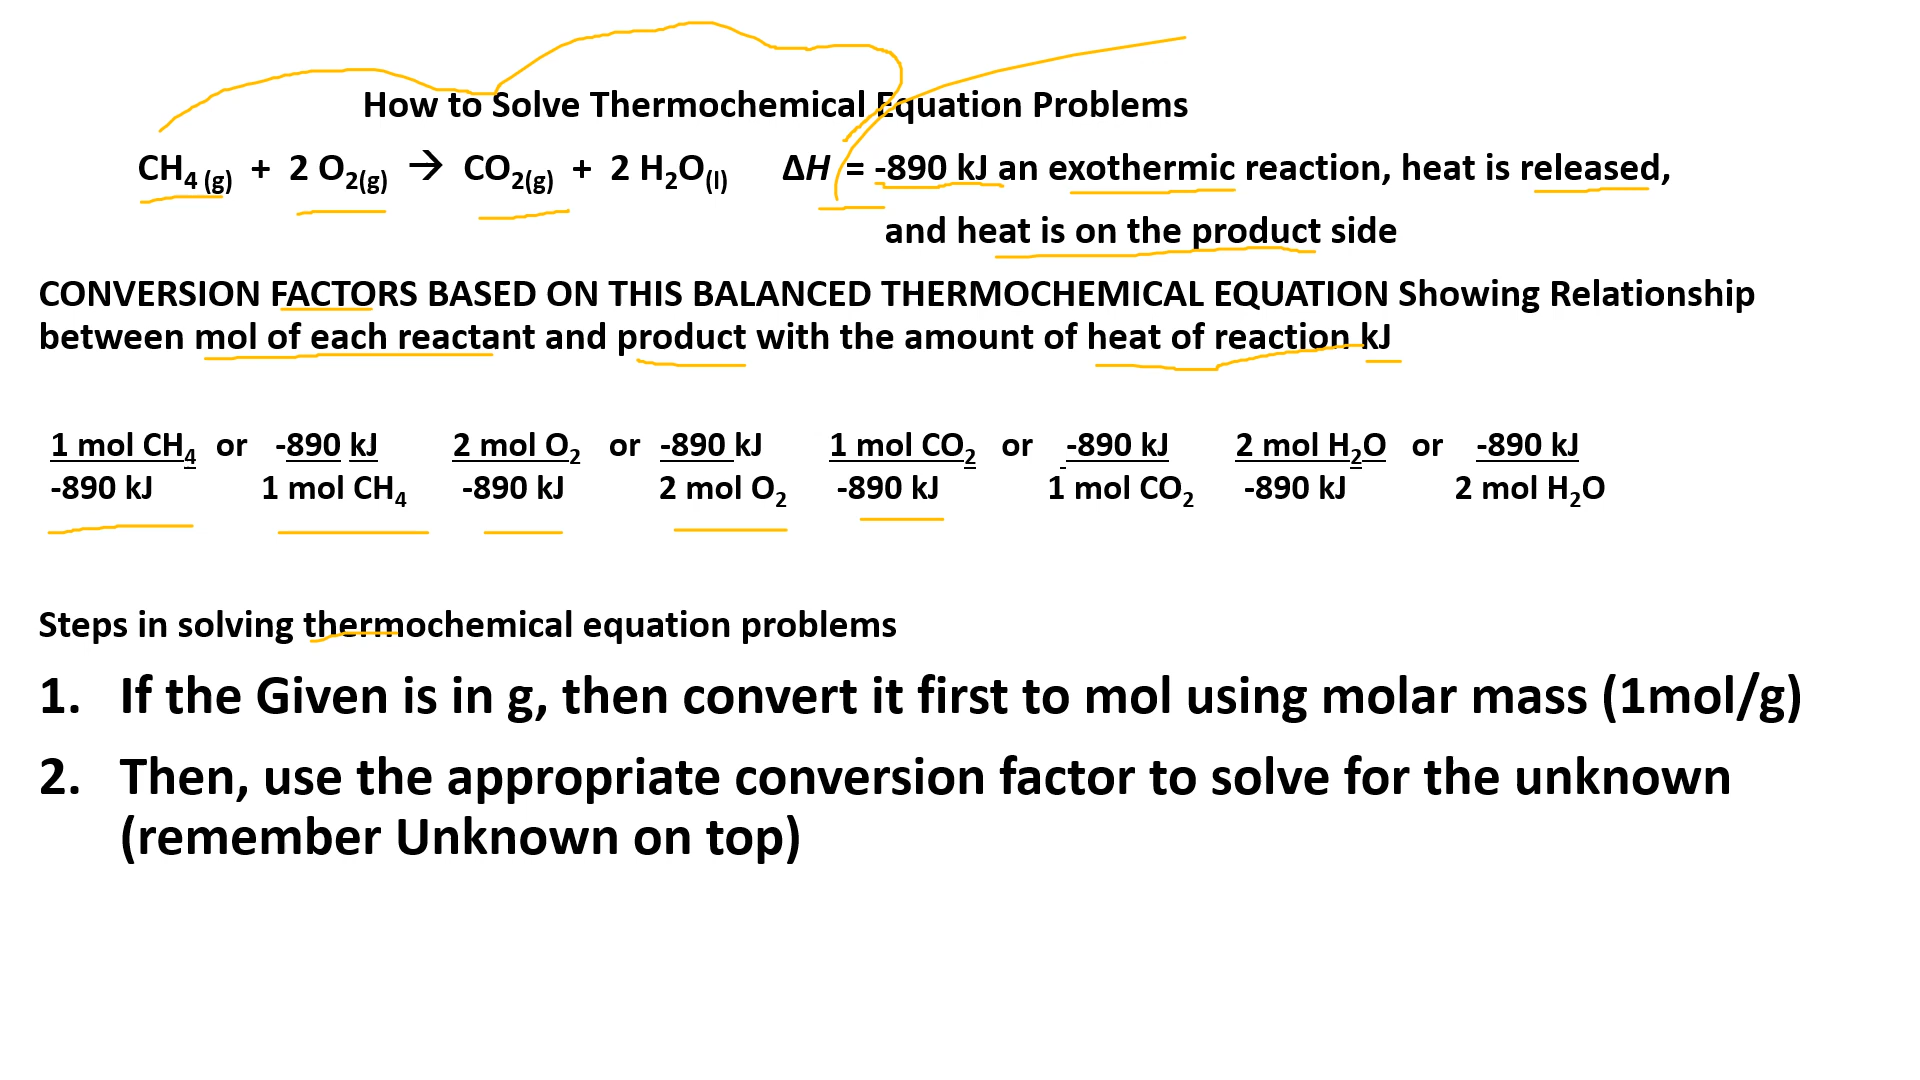 How to Solve Thermochemical Equation Problems
CH4 (g) + 2 O2(g) → CO2(g) + 2 H2O(l) ΔH = -890 kJ an exothermic reaction, heat is released,
and heat is on the product side
CONVERSION FACTORS BASED ON THIS BALANCED THERMOCHEMICAL EQUATION Showing Relationship
between mol of each reactant and product with the amount of heat of reaction kJ
1 mol CH4 or -890 kJ 2 mol O2 or -890 kJ 1 mol CO2 or -890 kJ 2 mol H2O or -890 kJ
-890 kJ 1 mol CH4 -890 kJ 2 mol O2 -890 kJ 1 mol CO2 -890 kJ 2 mol H2O
Steps in solving thermochemical equation problems
1. If the Given is in g, then convert it first to mol using molar mass (1mol/g)
2. Then, use the appropriate conversion factor to solve for the unknown
(remember Unknown on top)